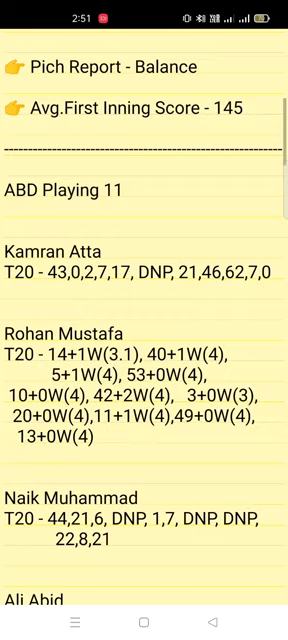 2:51
👉 Pich Report - Balance
👉 Avg.First Inning Score - 145
------------------------------------------------------------
ABD Playing 11
Kamran Atta
T20 - 43,0,2,7,17, DNP, 21,46,62,7,0
Rohan Mustafa
T20 - 14+1W(3.1), 40+1W(4),
5+1W(4), 53+0W(4),
10+0W(4), 42+2W(4), 3+0W(3),
20+0W(4),11+1W(4),49+0W(4),
13+0W(4)
Naik Muhammad
T20 - 44,21,6, DNP, 1,7, DNP, DNP,
22,8,21
Ali Abid